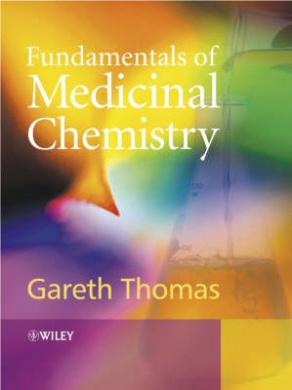 Fundamentals of
Medicinal
Chemistry
Gareth Thomas
WILEY